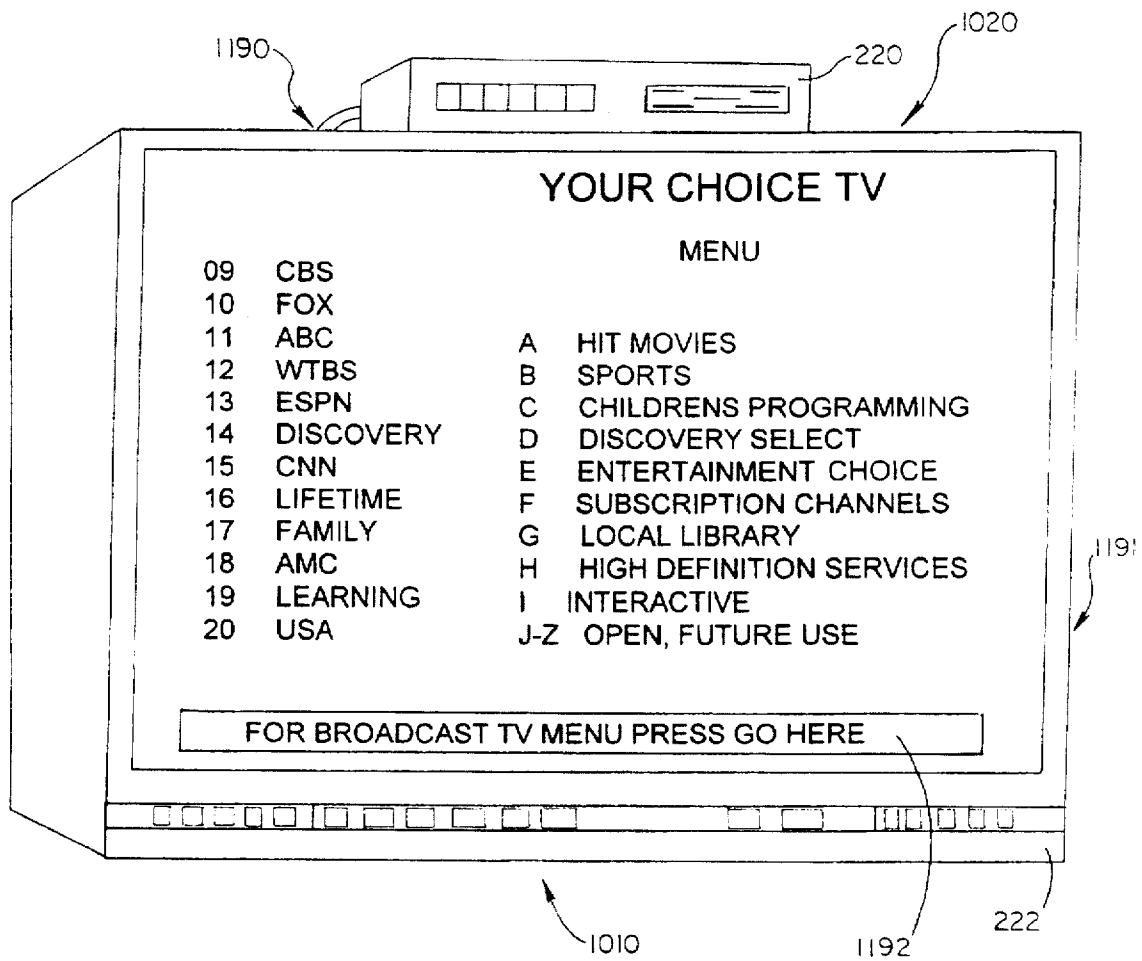 1190
220
1020
YOUR CHOICE TV
MENU
09 CBS
10 FOX
11 ABC
12 WTBS
13 ESPN
14 DISCOVERY
15 CNN
16 LIFETIME
17 FAMILY
18 AMC
19 LEARNING
20 USA
A HIT MOVIES
B SPORTS
C CHILDRENS PROGRAMMING
D DISCOVERY SELECT
E ENTERTAINMENT CHOICE
F SUBSCRIPTION CHANNELS
G LOCAL LIBRARY
H HIGH DEFINITION SERVICES
I INTERACTIVE
J-Z OPEN, FUTURE USE
1191
FOR BROADCAST TV MENU PRESS GO HERE
222
1010
1192